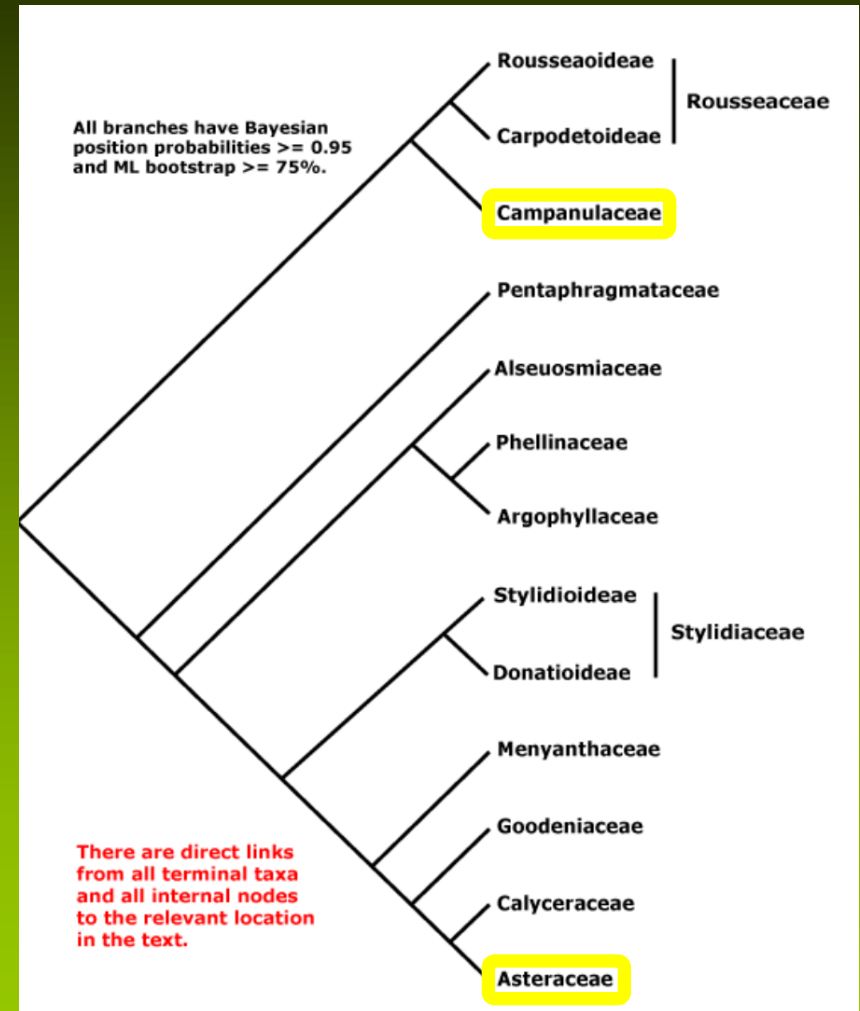 Rousseaoideae
Rousseaceae
All branches have Bayesian
position probabilities >= 0.95
and ML bootstrap >= 75%.
Carpodetoideae
Campanulaceae
Pentaphragmataceae
Alseuosmiaceae
Phellinaceae
Argophyllaceae
Stylidioideae
Stylidiaceae
Donatioideae
Menyanthaceae
Goodeniaceae
There are direct links
from all terminal taxa
and all internal nodes
to the relevant location
in the text.
Calyceraceae
Asteraceae